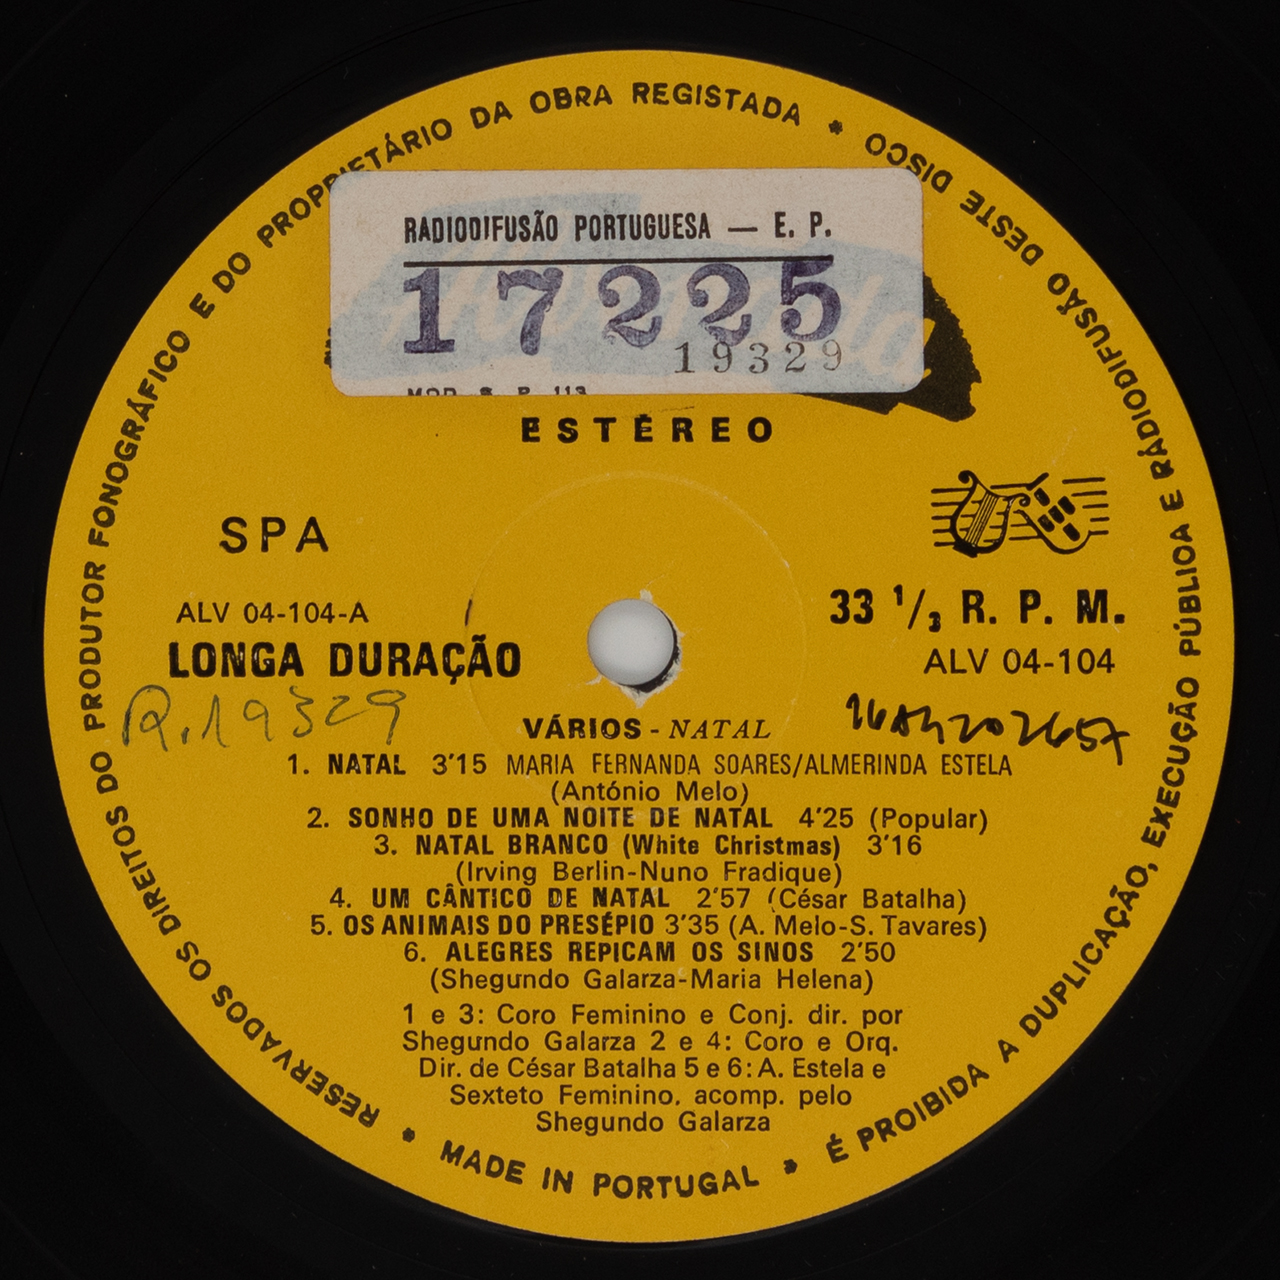 RESERVADOS OS DIREITOS DO PRODUTOR FONOGRÁFICO E DO PROPRIETÁRIO DA OBRA REGISTADA *
RADIODIFUSÃO PORTUGUESA — E. P.
17225
19329
MOD. S. P. 113
ESTÉREO
SPA
ALV 04-104-A
LONGA DURAÇÃO
33 1/3 R. P. M.
ALV 04-104
R.19329
VÁRIOS - NATAL
1. NATAL 3'15 MARIA FERNANDA SOARES/ALMERINDA ESTELA
(António Melo)
2. SONHO DE UMA NOITE DE NATAL 4'25 (Popular)
3. NATAL BRANCO (White Christmas) 3'16
(Irving Berlin-Nuno Fradique)
4. UM CÂNTICO DE NATAL 2'57 (César Batalha)
5. OS ANIMAIS DO PRESÉPIO 3'35 (A. Melo-S. Tavares)
6. ALEGRES REPICAM OS SINOS 2'50
(Shegundo Galarza-Maria Helena)
1 e 3: Coro Feminino e Conj. dir. por
Shegundo Galarza 2 e 4: Coro e Orq.
Dir. de César Batalha 5 e 6: A. Estela e
Sexteto Feminino. acomp. pelo
Shegundo Galarza
É PROIBIDA A DUPLICAÇÃO, EXECUÇÃO PÚBLICA E RÁDIODIFUSÃO DESTE DISCO
* MADE IN PORTUGAL *